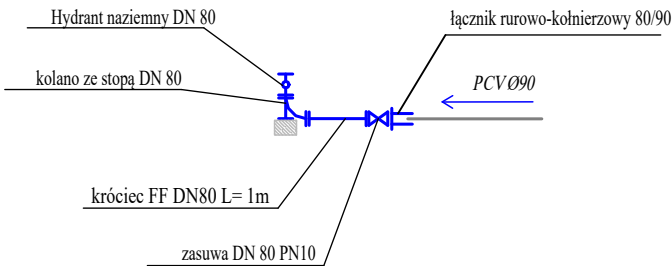 Hydrant naziemny DN 80
łącznik rurowo-kołnierzowy 80/90
kolano ze stopą DN 80
PCV Ø90
króciec FF DN80 L= 1m
zasuwa DN 80 PN10